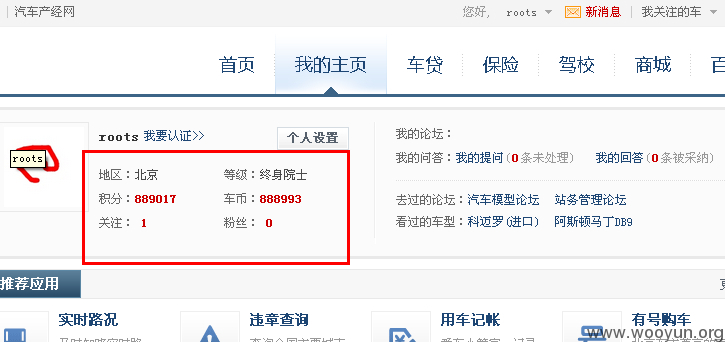 汽车产经网
您好, roots 新消息 我关注的车
首页 我的主页 车贷 保险 驾校 商城 百
roots
roots 我要认证>> 个人设置
地区：北京 等级：终身院士
积分：889017 车币：888993
关注： 1 粉丝： 0
我的论坛：
我的问答：我的提问(0条未处理) 我的回答(0条被采纳)
去过的论坛：汽车模型论坛 站务管理论坛
看过的车型：科迈罗(进口) 阿斯顿马丁DB9
推荐应用
实时路况 违章查询 用车记帐 有号购车
www.wooyun.org